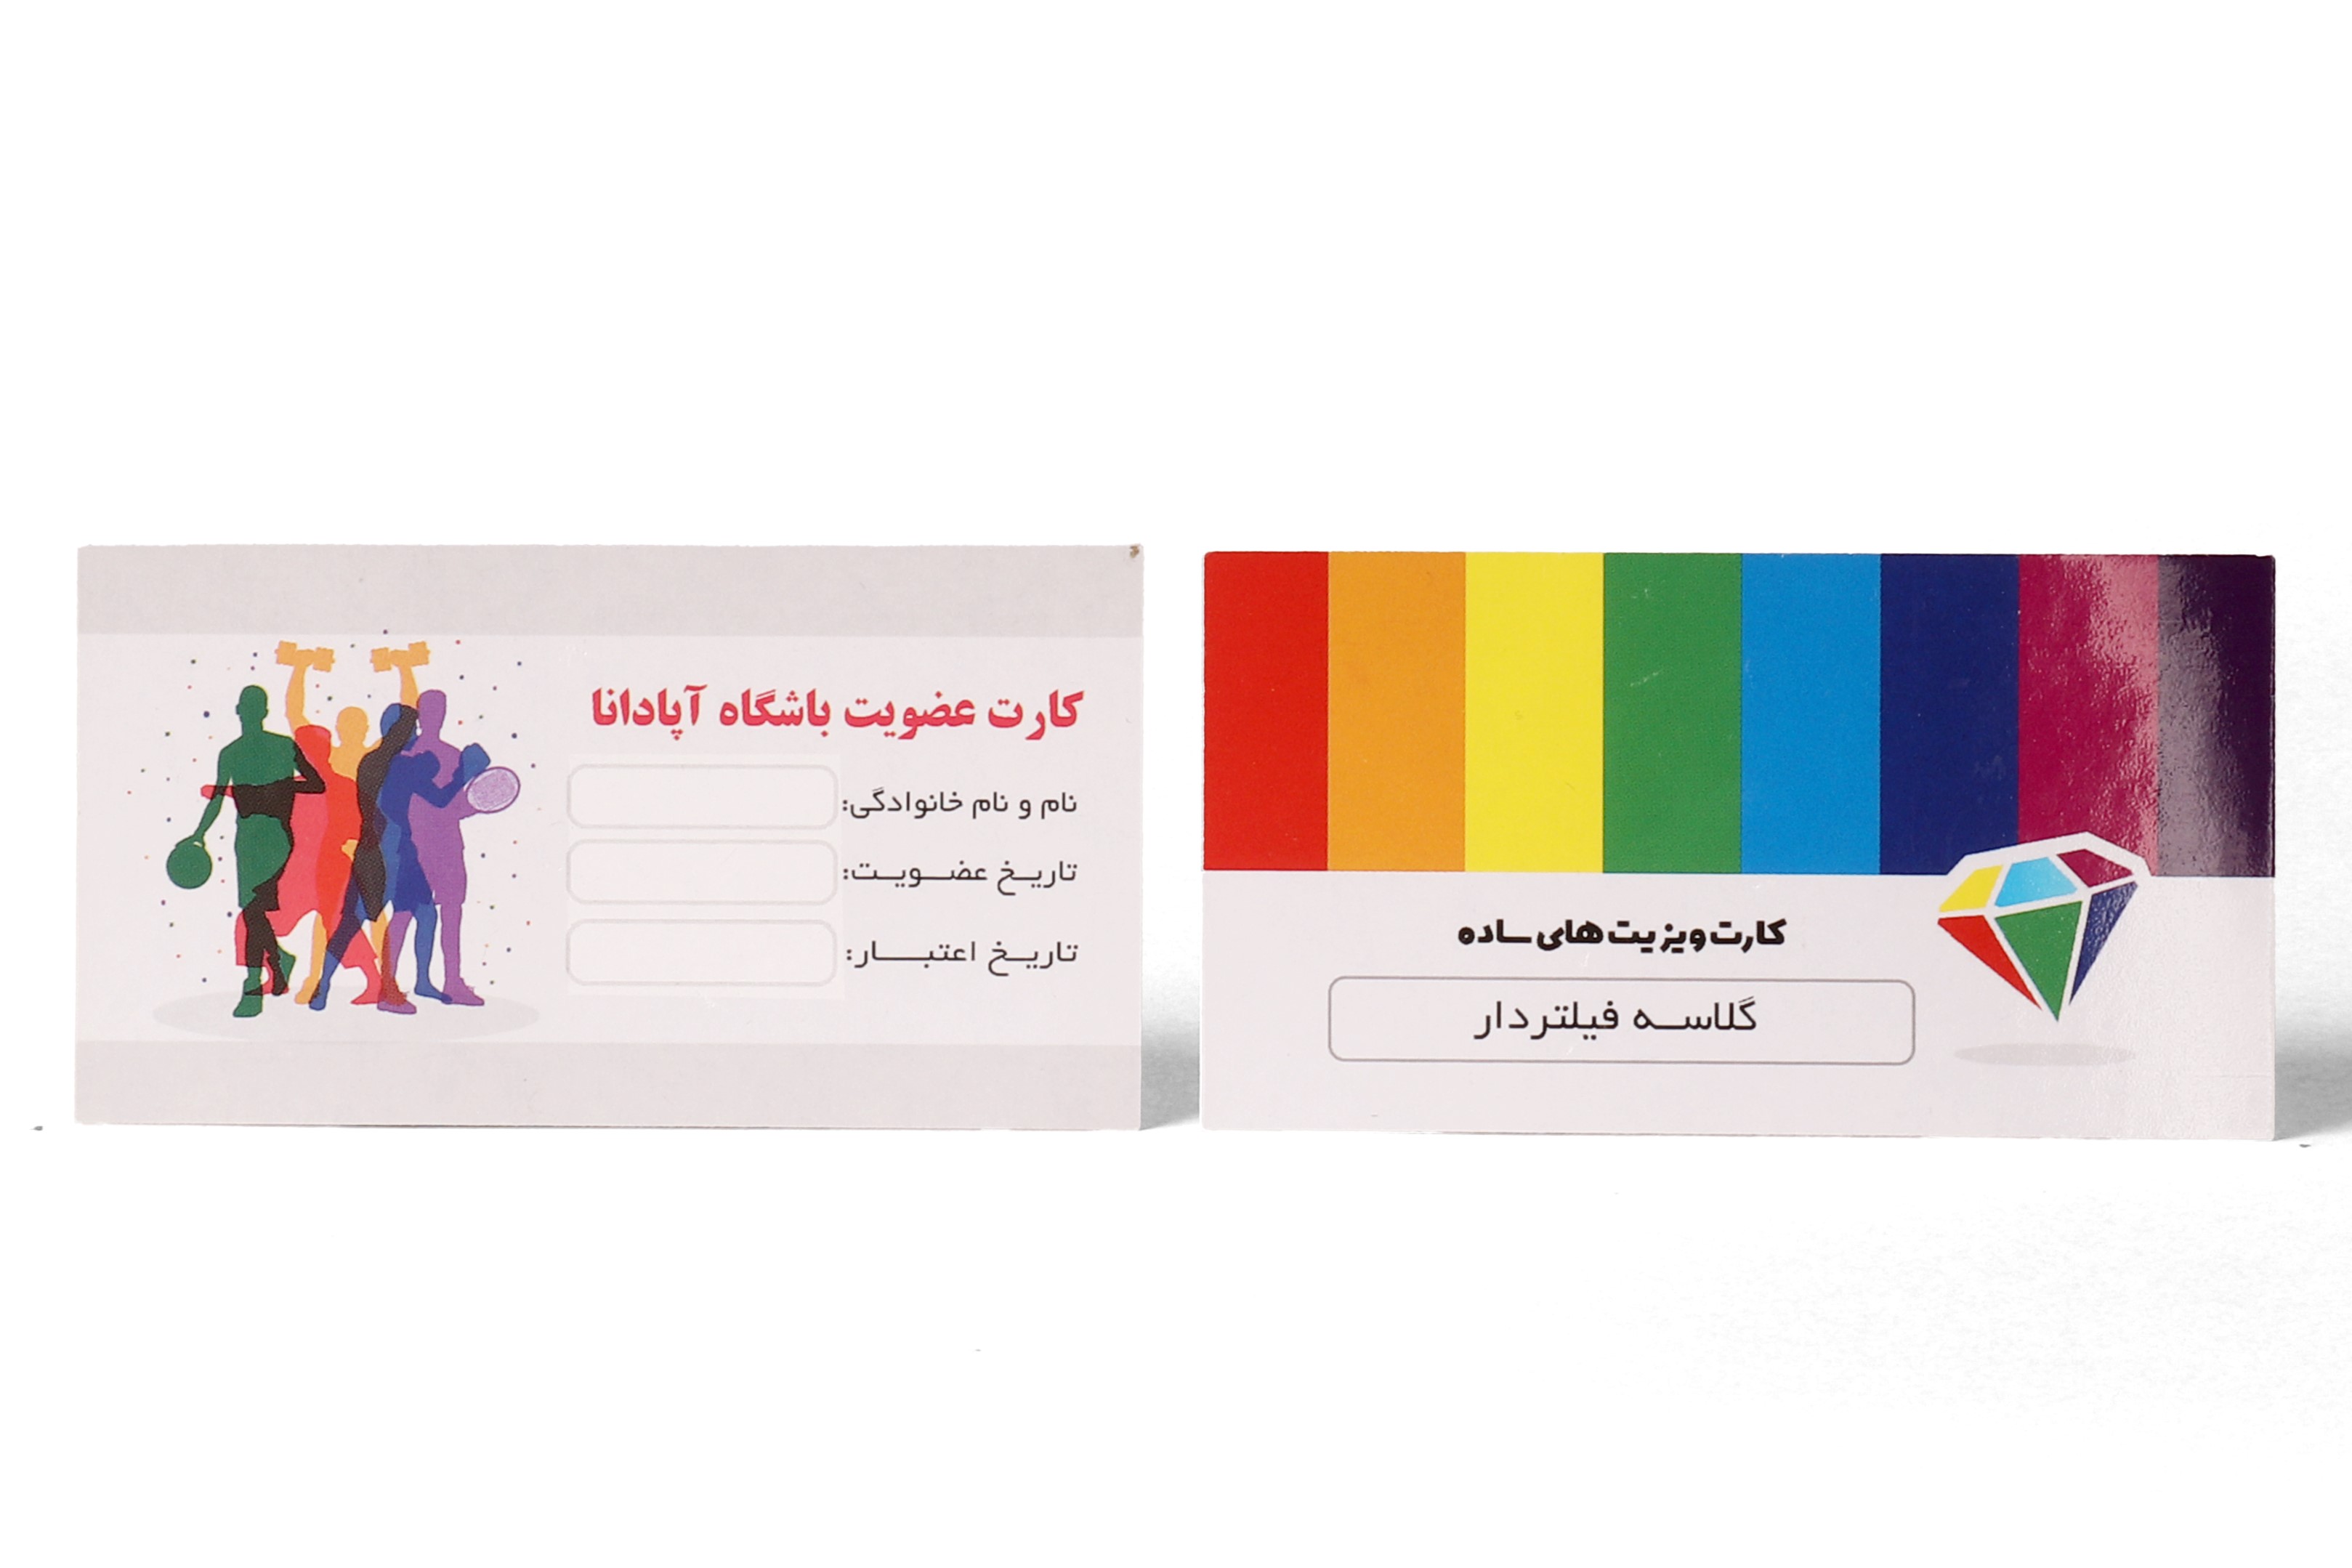 کارت عضویت باشگاه آپادانا
نام و نام خانوادگی:
تاریخ عضویت:
تاریخ اعتبار:
کارت ویزیت های ساده
گلاسه فیلتردار